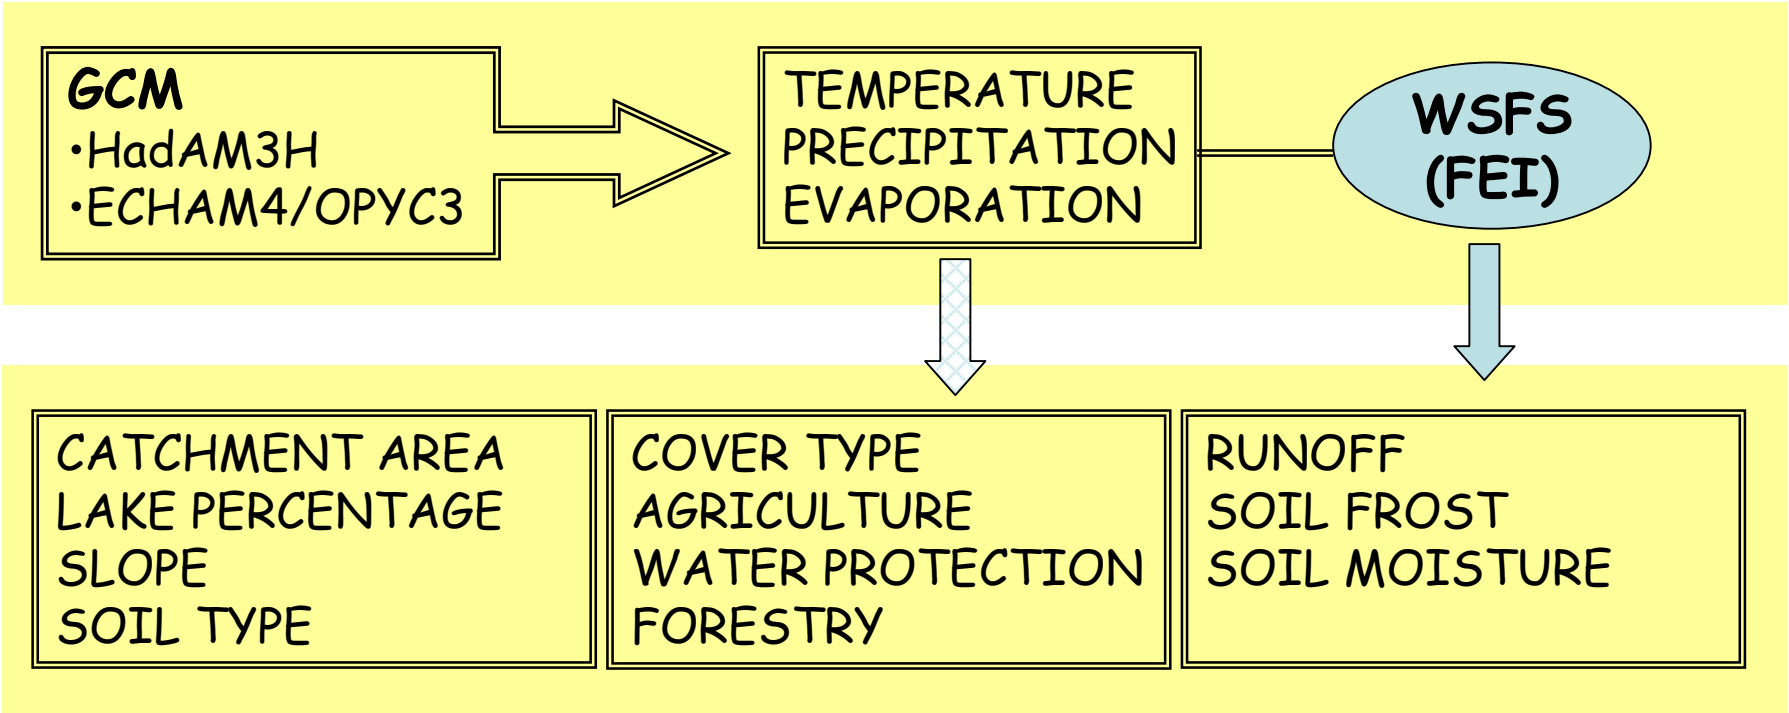 GCM
•HadAM3H
•ECHAM4/OPYC3
TEMPERATURE
PRECIPITATION
EVAPORATION
WSFS
(FEI)
CATCHMENT AREA
LAKE PERCENTAGE
SLOPE
SOIL TYPE
COVER TYPE
AGRICULTURE
WATER PROTECTION
FORESTRY
RUNOFF
SOIL FROST
SOIL MOISTURE